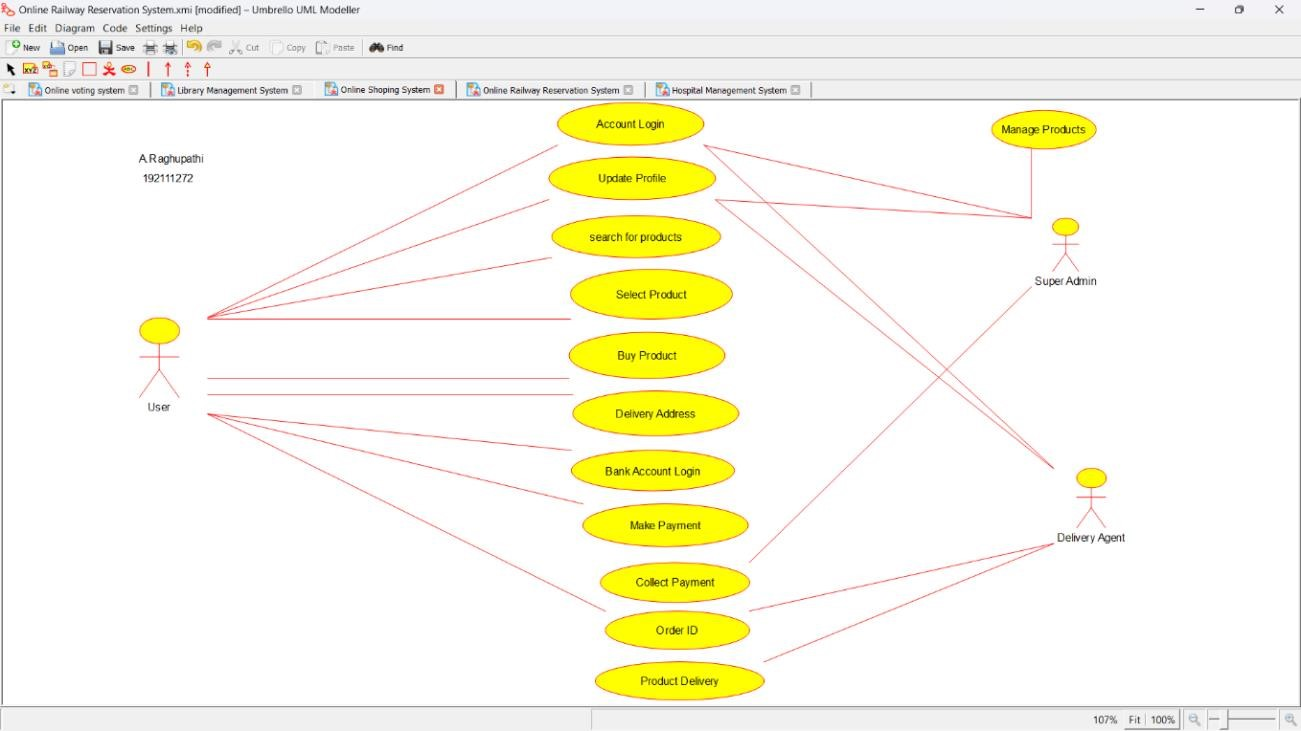 Online Railway Reservation System.xmi [modified] – Umbrello UML Modeller
File Edit Diagram Code Settings Help
New Open Save Cut Copy Paste Find
Online voting system Library Management System Online Shoping System Online Railway Reservation System Hospital Management System
Account Login
Manage Products
A.Raghupathi
192111272
Update Profile
search for products
Super Admin
Select Product
Buy Product
User
Delivery Address
Bank Account Login
Make Payment
Delivery Agent
Collect Payment
Order ID
Product Delivery
107% Fit 100%